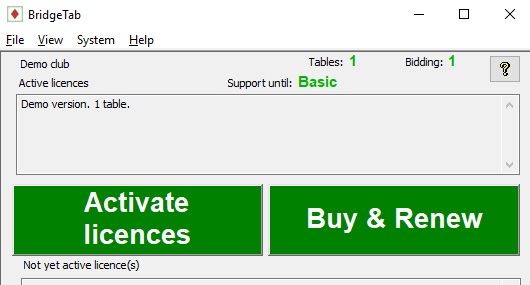 BridgeTab
File View System Help
Demo club Tables: 1 Bidding: 1
Active licences Support until: Basic
Demo version. 1 table.
Activate
licences
Buy & Renew
Not yet active licence(s)